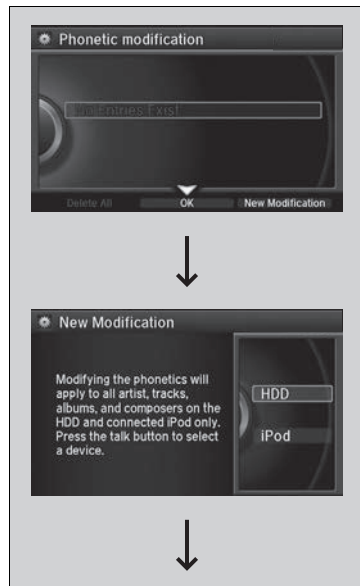 Phonetic modification
No Entries Exist
Delete All OK New Modification
New Modification
Modifying the phonetics will
apply to all artist, tracks,
albums, and composers on the
HDD and connected iPod only.
Press the talk button to select
a device.
HDD
iPod